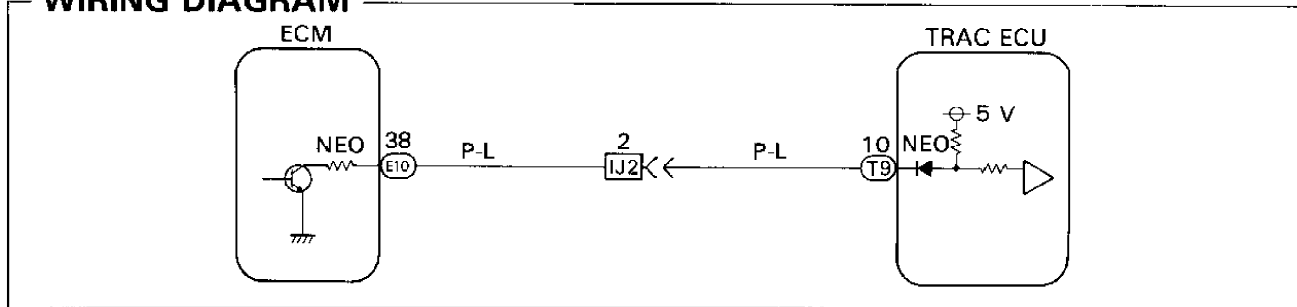 WIRING DIAGRAM
ECM
TRAC ECU
5 V
NEO
38
E10
P-L
2
IJ2
P-L
10
T9
NEO